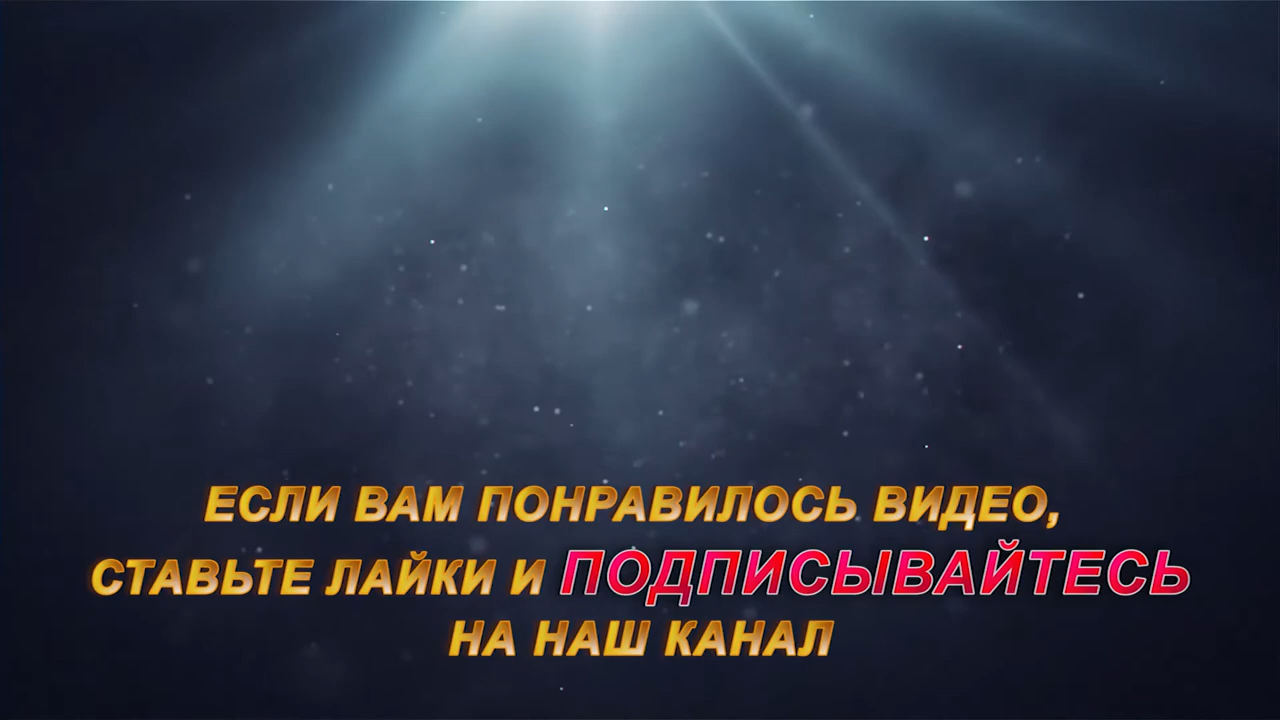 ЕСЛИ ВАМ ПОНРАВИЛОСЬ ВИДЕО,
СТАВЬТЕ ЛАЙКИ И ПОДПИСЫВАЙТЕСЬ
НА НАШ КАНАЛ